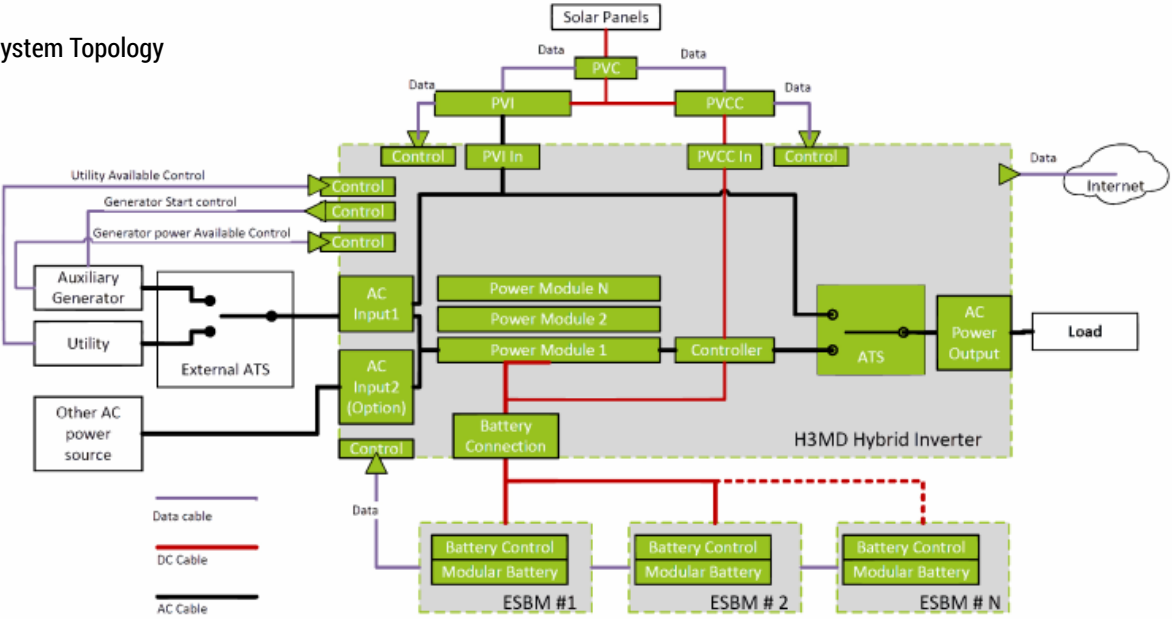 Solar Panels
ystem Topology
Data
Data
PVC
Data
Data
PVI
PVCC
Control
PVI In
PVCC In
Control
Data
Internet
Utility Available Control
Control
Generator Start control
Control
Generator power Available Control
Control
Auxiliary
Generator
Utility
External ATS
AC
Input1
Power Module N
Power Module 2
Power Module 1
Controller
ATS
AC
Power
Output
Load
AC
Input2
(Option)
Other AC
power
source
Battery
Connection
H3MD Hybrid Inverter
Control
Data
Data cable
DC Cable
AC Cable
Battery Control
Modular Battery
ESBM #1
Battery Control
Modular Battery
ESBM # 2
Battery Control
Modular Battery
ESBM # N